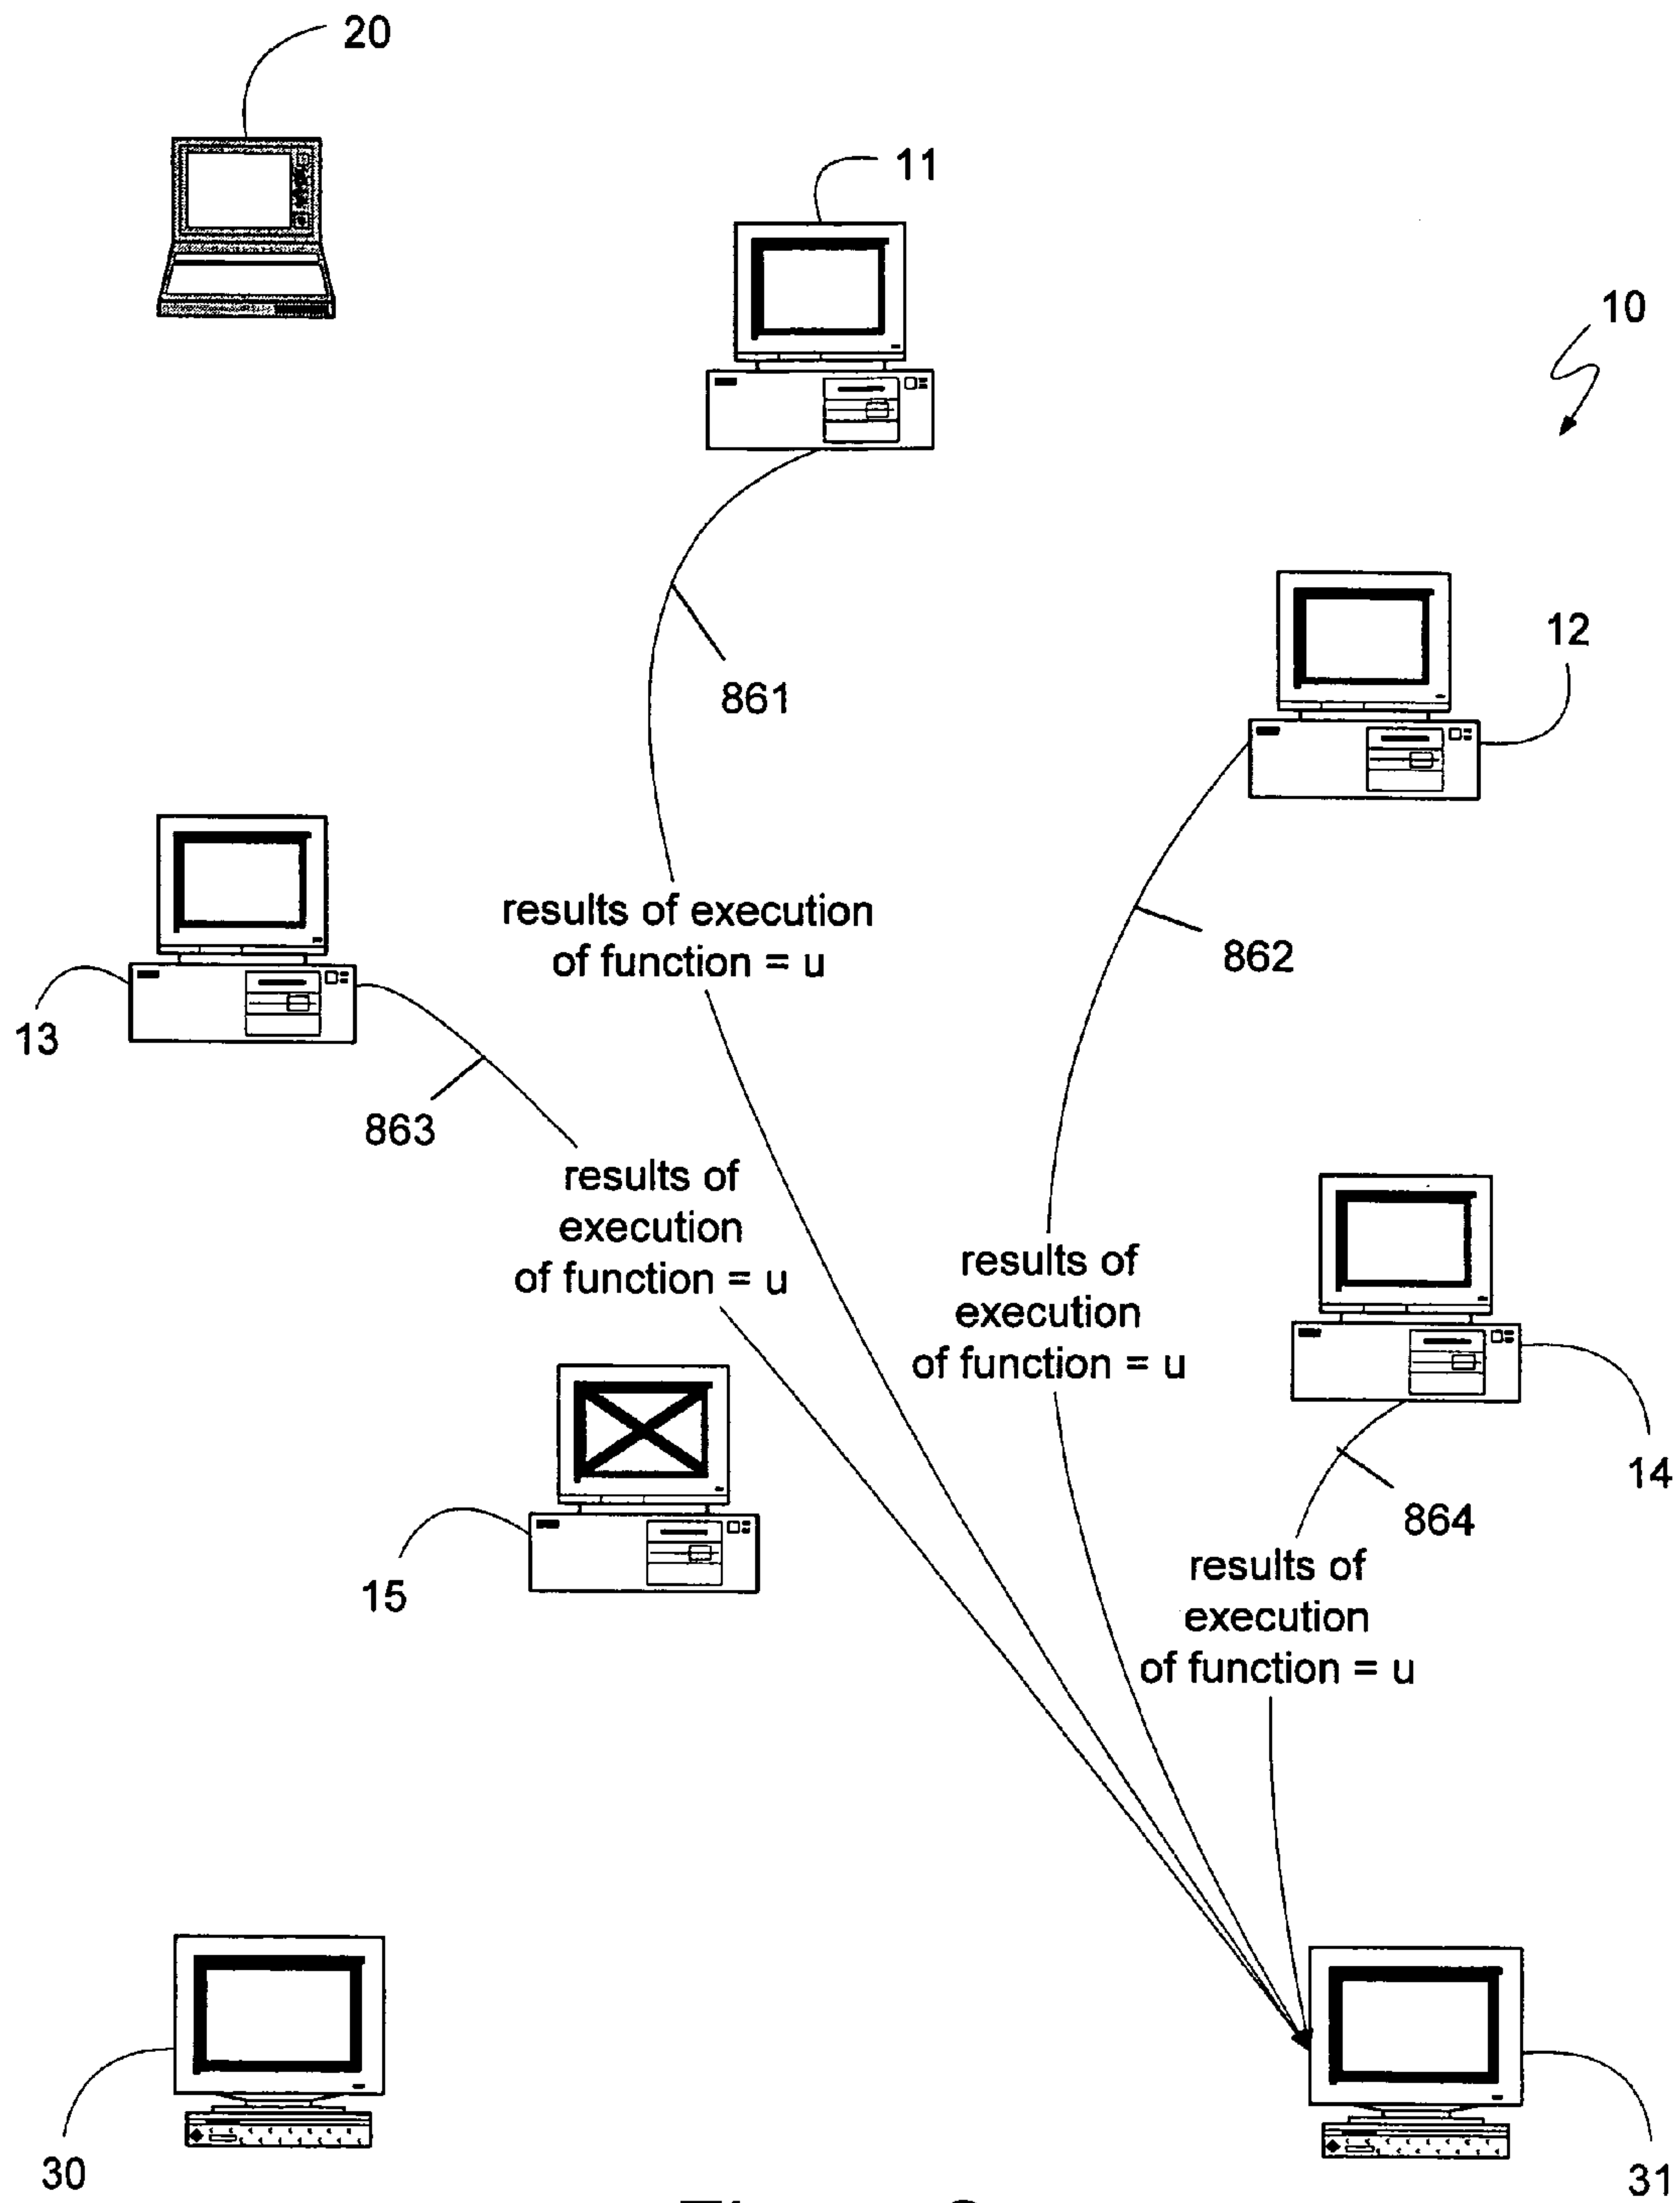 20
11
10
12
861
results of execution
of function = u
862
13
863
results of
execution
of function = u
results of
execution
of function = u
14
864
15
results of
execution
of function = u
30
31